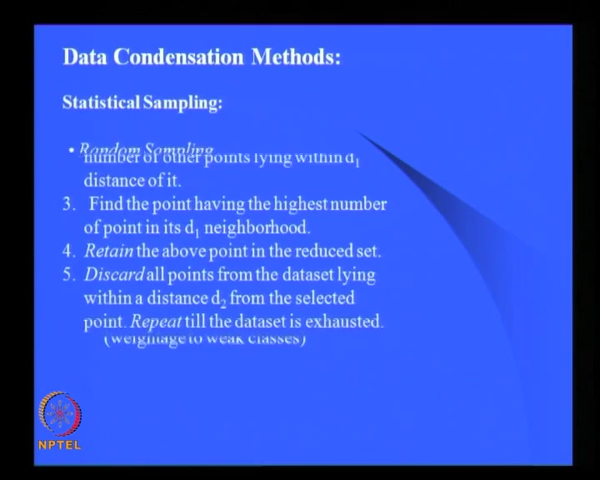 Data Condensation Methods:
Statistical Sampling:
• Random Sampling
number of other points lying within d₁
distance of it.
3. Find the point having the highest number
of point in its d₁ neighborhood.
4. Retain the above point in the reduced set.
5. Discard all points from the dataset lying
within a distance d₂ from the selected
point. Repeat till the dataset is exhausted.
(weightage to weak classes)
NPTEL